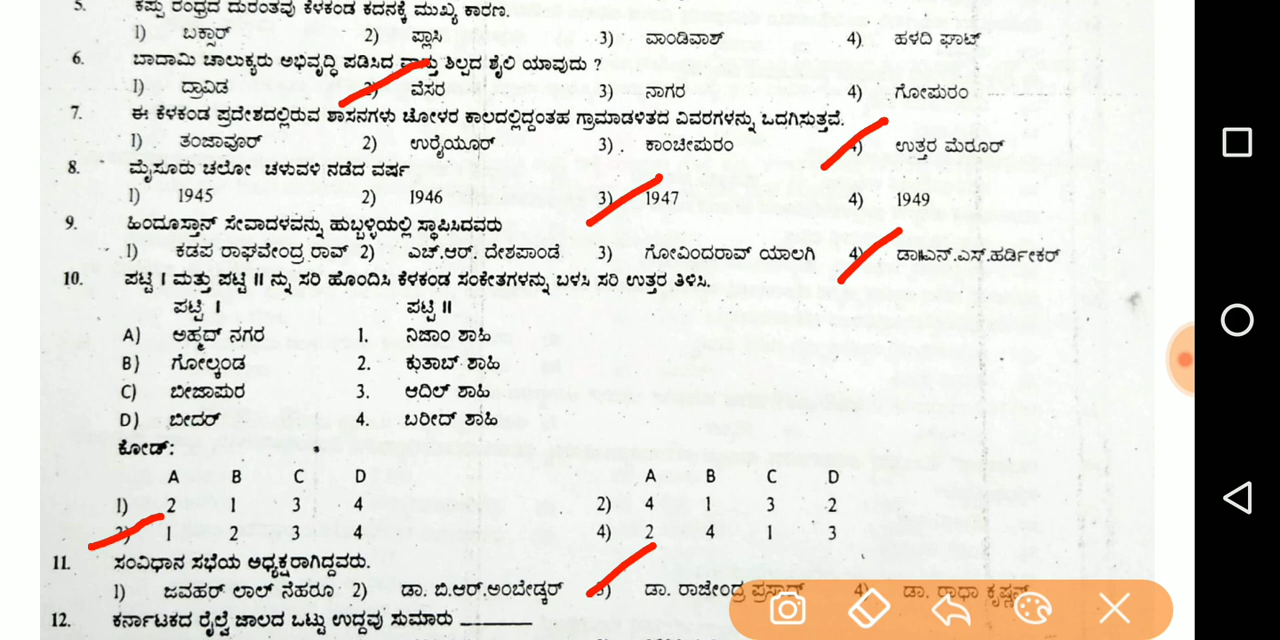 5. ಕಪ್ಪು ರಂಧ್ರದ ದುರಂತವು ಕೆಳಕಂಡ ಕದನಕ್ಕೆ ಮುಖ್ಯ ಕಾರಣ.
1) ಬಕ್ಸಾರ್ 2) ಪ್ಲಾಸಿ 3) ವಾಂಡಿವಾಶ್ 4) ಹಳದಿ ಘಾಟ್
6. ಬಾದಾಮಿ ಚಾಲುಕ್ಯರು ಅಭಿವೃದ್ಧಿ ಪಡಿಸಿದ ವಾಸ್ತು ಶಿಲ್ಪದ ಶೈಲಿ ಯಾವುದು ?
1) ದ್ರಾವಿಡ 2) ವೆಸರ 3) ನಾಗರ 4) ಗೋಪುರಂ
7. ಈ ಕೆಳಕಂಡ ಪ್ರದೇಶದಲ್ಲಿರುವ ಶಾಸನಗಳು ಚೋಳರ ಕಾಲದಲ್ಲಿದ್ದಂತಹ ಗ್ರಾಮಾಡಳಿತದ ವಿವರಗಳನ್ನು ಒದಗಿಸುತ್ತವೆ.
1) ತಂಜಾವೂರ್ 2) ಉರೈಯೂರ್ 3) . ಕಾಂಚೀಪುರಂ 4) ಉತ್ತರ ಮೆರೂರ್
8. ಮೈಸೂರು ಚಲೋ ಚಳುವಳಿ ನಡೆದ ವರ್ಷ
1) 1945 2) 1946 3) 1947 4) 1949
9. ಹಿಂದೂಸ್ತಾನ್ ಸೇವಾದಳವನ್ನು ಹುಬ್ಬಳ್ಳಿಯಲ್ಲಿ ಸ್ಥಾಪಿಸಿದವರು
1) ಕಡಪ ರಾಘವೇಂದ್ರ ರಾವ್ 2) ಎಚ್.ಆರ್. ದೇಶಪಾಂಡೆ 3) ಗೋವಿಂದರಾವ್ ಯಾಲಗಿ 4) ಡಾ॥ಎನ್.ಎಸ್.ಹರ್ಡೀಕರ್
10. ಪಟ್ಟಿ I ಮತ್ತು ಪಟ್ಟಿ II ನ್ನು ಸರಿ ಹೊಂದಿಸಿ ಕೆಳಕಂಡ ಸಂಕೇತಗಳನ್ನು ಬಳಸಿ ಸರಿ ಉತ್ತರ ತಿಳಿಸಿ.
ಪಟ್ಟಿ I ಪಟ್ಟಿ II
A) ಅಹ್ಮದ್ ನಗರ 1. ನಿಜಾಂ ಶಾಹಿ
B) ಗೋಲ್ಕಂಡ 2. ಕುತಾಬ್ ಶಾಹಿ
C) ಬೀಜಾಪುರ 3. ಆದಿಲ್ ಶಾಹಿ
D) ಬೀದರ್ 4. ಬರೀದ್ ಶಾಹಿ
ಕೋಡ್:
A B C D A B C D
1) 2 1 3 4 2) 4 1 3 2
3) 1 2 3 4 4) 2 4 1 3
11. ಸಂವಿಧಾನ ಸಭೆಯ ಅಧ್ಯಕ್ಷರಾಗಿದ್ದವರು.
1) ಜವಹರ್ ಲಾಲ್ ನೆಹರೂ 2) ಡಾ. ಬಿ.ಆರ್.ಅಂಬೇಡ್ಕರ್ 3) ಡಾ. ರಾಜೇಂದ್ರ ಪ್ರಸಾದ್ 4) ಡಾ. ರಾಧಾ ಕೃಷ್ಣನ್
12. ಕರ್ನಾಟಕದ ರೈಲ್ವೆ ಜಾಲದ ಒಟ್ಟು ಉದ್ದವು ಸುಮಾರು ________